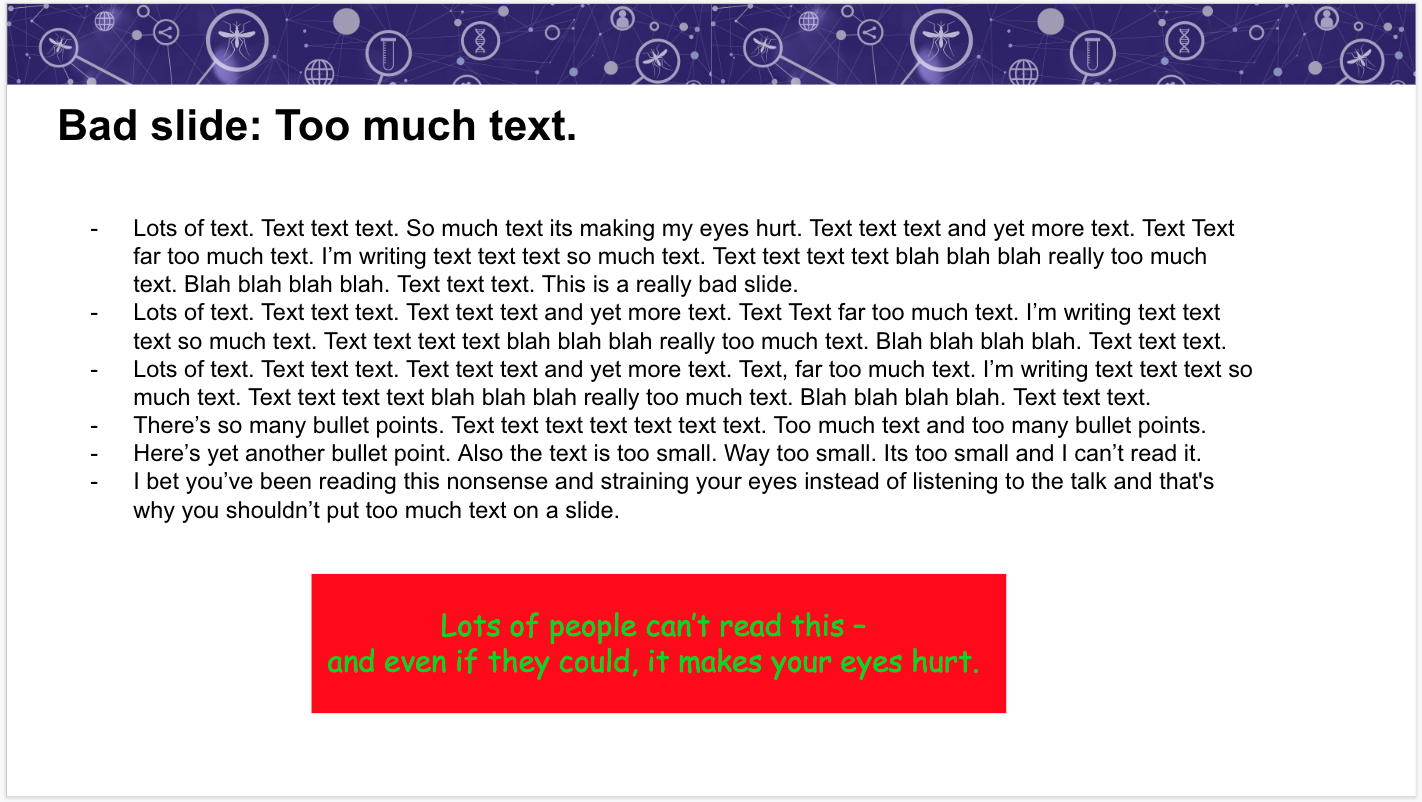 Bad slide: Too much text.
- Lots of text. Text text text. So much text its making my eyes hurt. Text text text and yet more text. Text Text
far too much text. I’m writing text text text so much text. Text text text text blah blah blah really too much
text. Blah blah blah blah. Text text text. This is a really bad slide.
- Lots of text. Text text text. Text text text and yet more text. Text Text far too much text. I’m writing text text
text so much text. Text text text text blah blah blah really too much text. Blah blah blah blah. Text text text.
- Lots of text. Text text text. Text text text and yet more text. Text, far too much text. I’m writing text text text so
much text. Text text text text blah blah blah really too much text. Blah blah blah blah. Text text text.
- There’s so many bullet points. Text text text text text text text. Too much text and too many bullet points.
- Here’s yet another bullet point. Also the text is too small. Way too small. Its too small and I can’t read it.
- I bet you’ve been reading this nonsense and straining your eyes instead of listening to the talk and that's
why you shouldn’t put too much text on a slide.
Lots of people can’t read this –
and even if they could, it makes your eyes hurt.